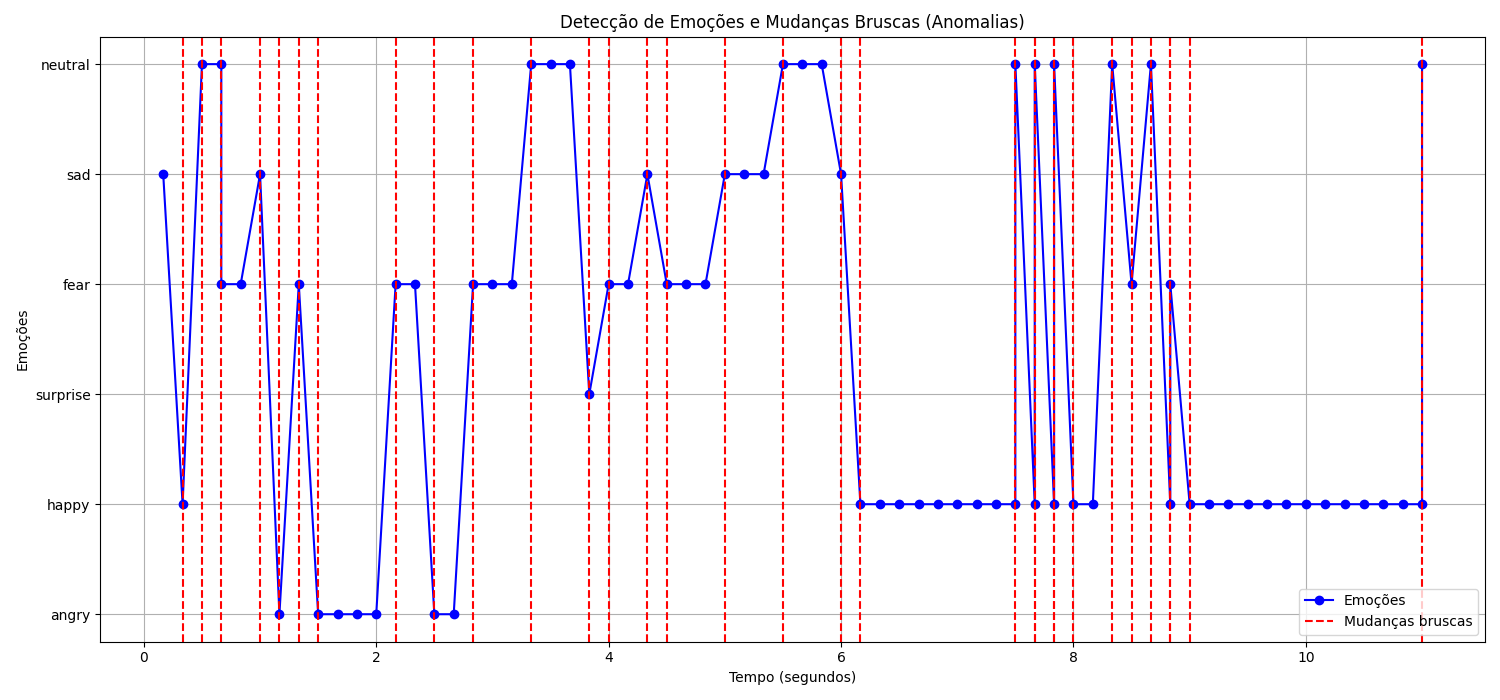 Detecção de Emoções e Mudanças Bruscas (Anomalias)
Emoções
neutral
sad
fear
surprise
happy
angry
0 2 4 6 8 10
Tempo (segundos)
Emoções
Mudanças bruscas